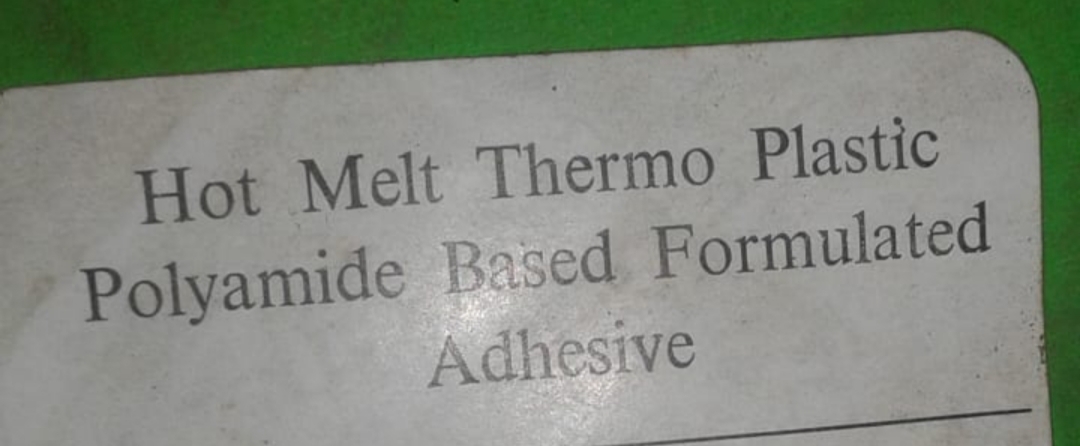 Hot Melt Thermo Plastic
Polyamide Based Formulated
Adhesive